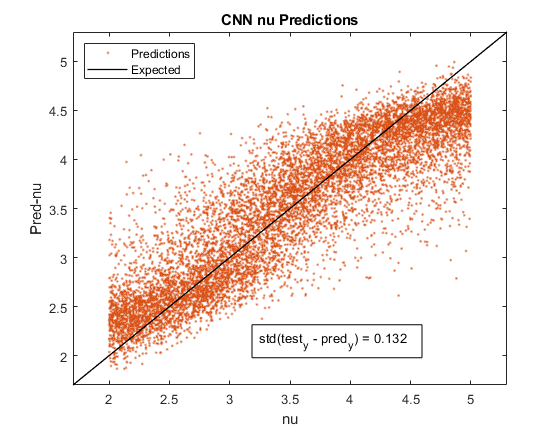 CNN nu Predictions
Predictions
Expected
5
4.5
4
3.5
3
2.5
2
Pred-nu
std(test_y - pred_y) = 0.132
2 2.5 3 3.5 4 4.5 5
nu